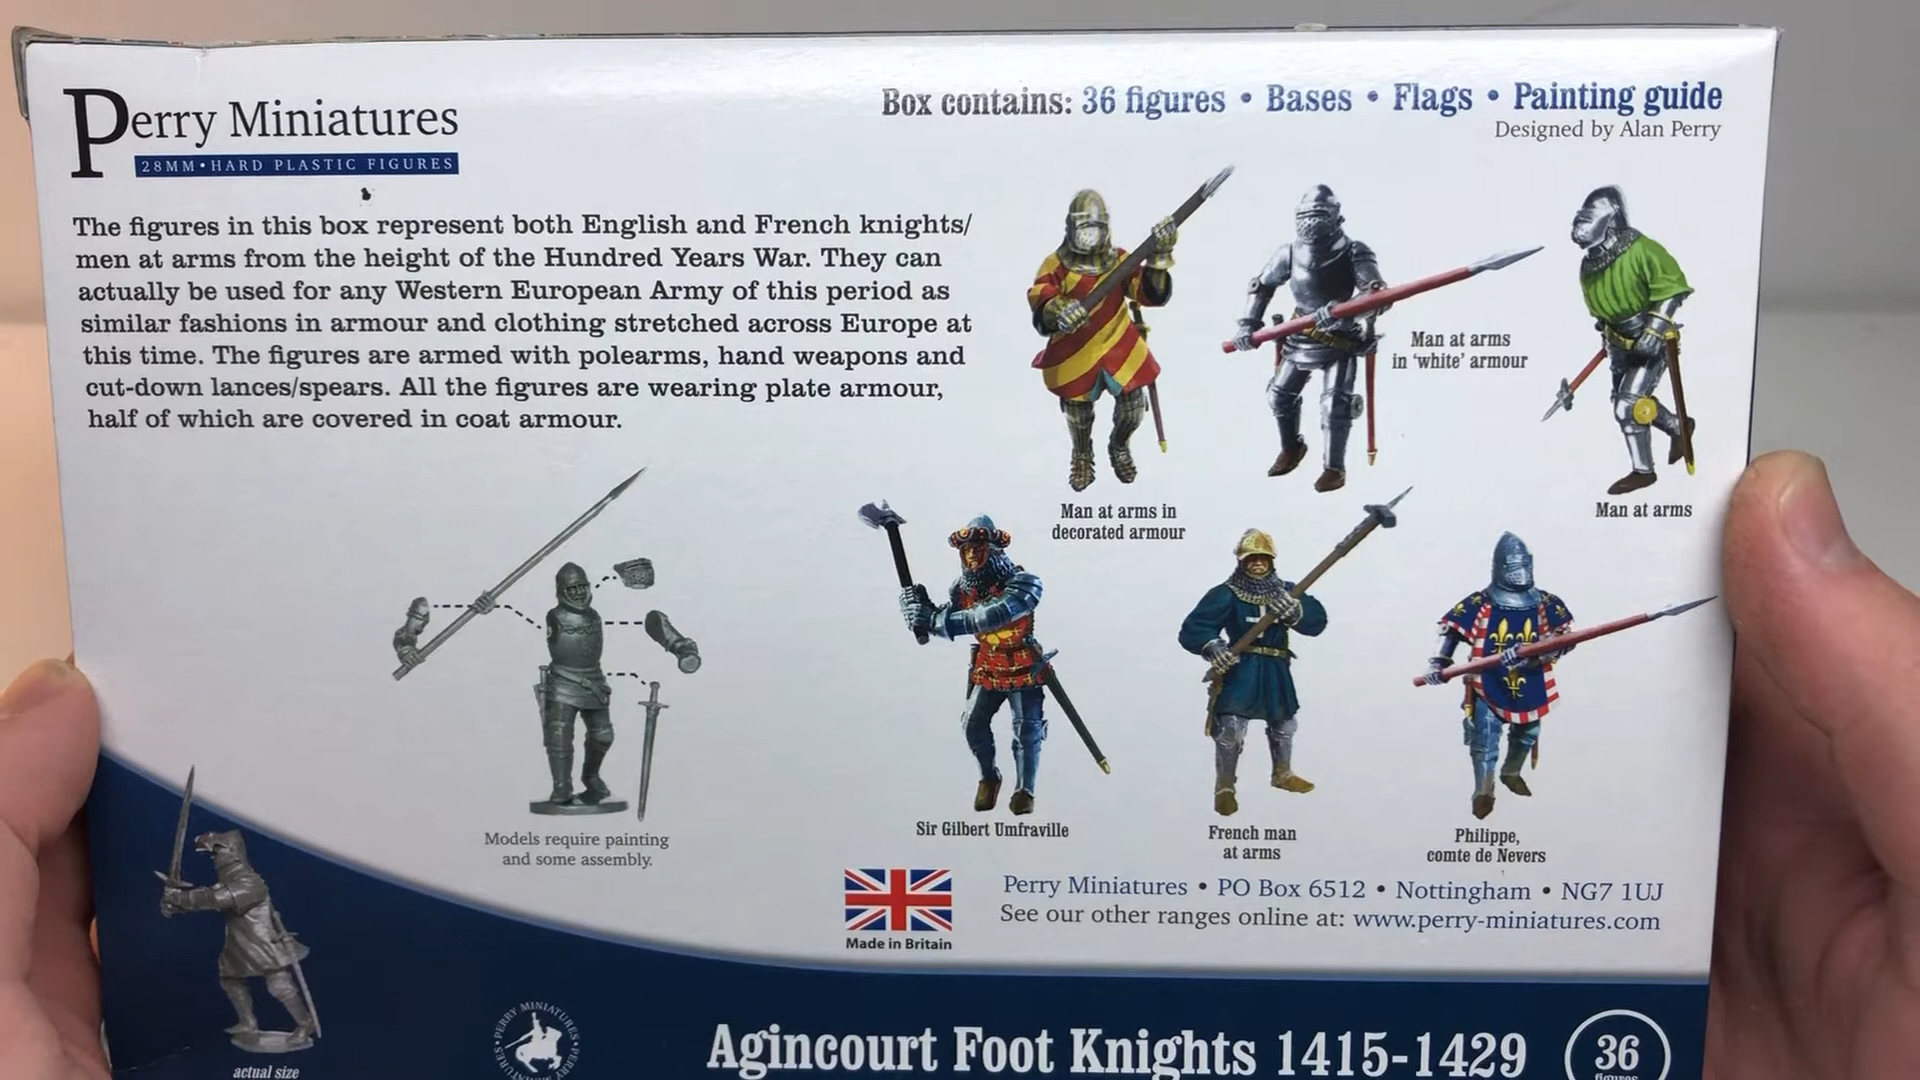 Perry Miniatures
28MM • HARD PLASTIC FIGURES
Box contains: 36 figures • Bases • Flags • Painting guide
Designed by Alan Perry
The figures in this box represent both English and French knights/
men at arms from the height of the Hundred Years War. They can
actually be used for any Western European Army of this period as
similar fashions in armour and clothing stretched across Europe at
this time. The figures are armed with polearms, hand weapons and
cut-down lances/spears. All the figures are wearing plate armour,
half of which are covered in coat armour.
Man at arms in
decorated armour
Man at arms
in 'white' armour
Man at arms
Models require painting
and some assembly.
Sir Gilbert Umfraville
French man
at arms
Philippe,
comte de Nevers
Made in Britain
Perry Miniatures • PO Box 6512 • Nottingham • NG7 1UJ
See our other ranges online at: www.perry-miniatures.com
actual size
PERRY MINIATURES • PERRY MINIATURES •
Agincourt Foot Knights 1415-1429
36
figures